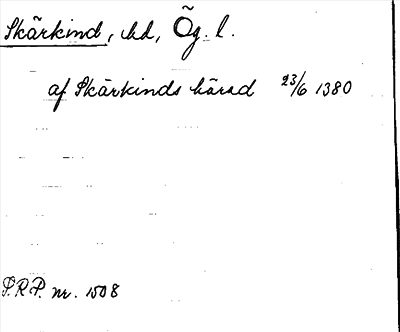 Skärkind, hd, Ög. l.
af Skärkinds härad 23/6 1380
S.R.P. nr. 1508